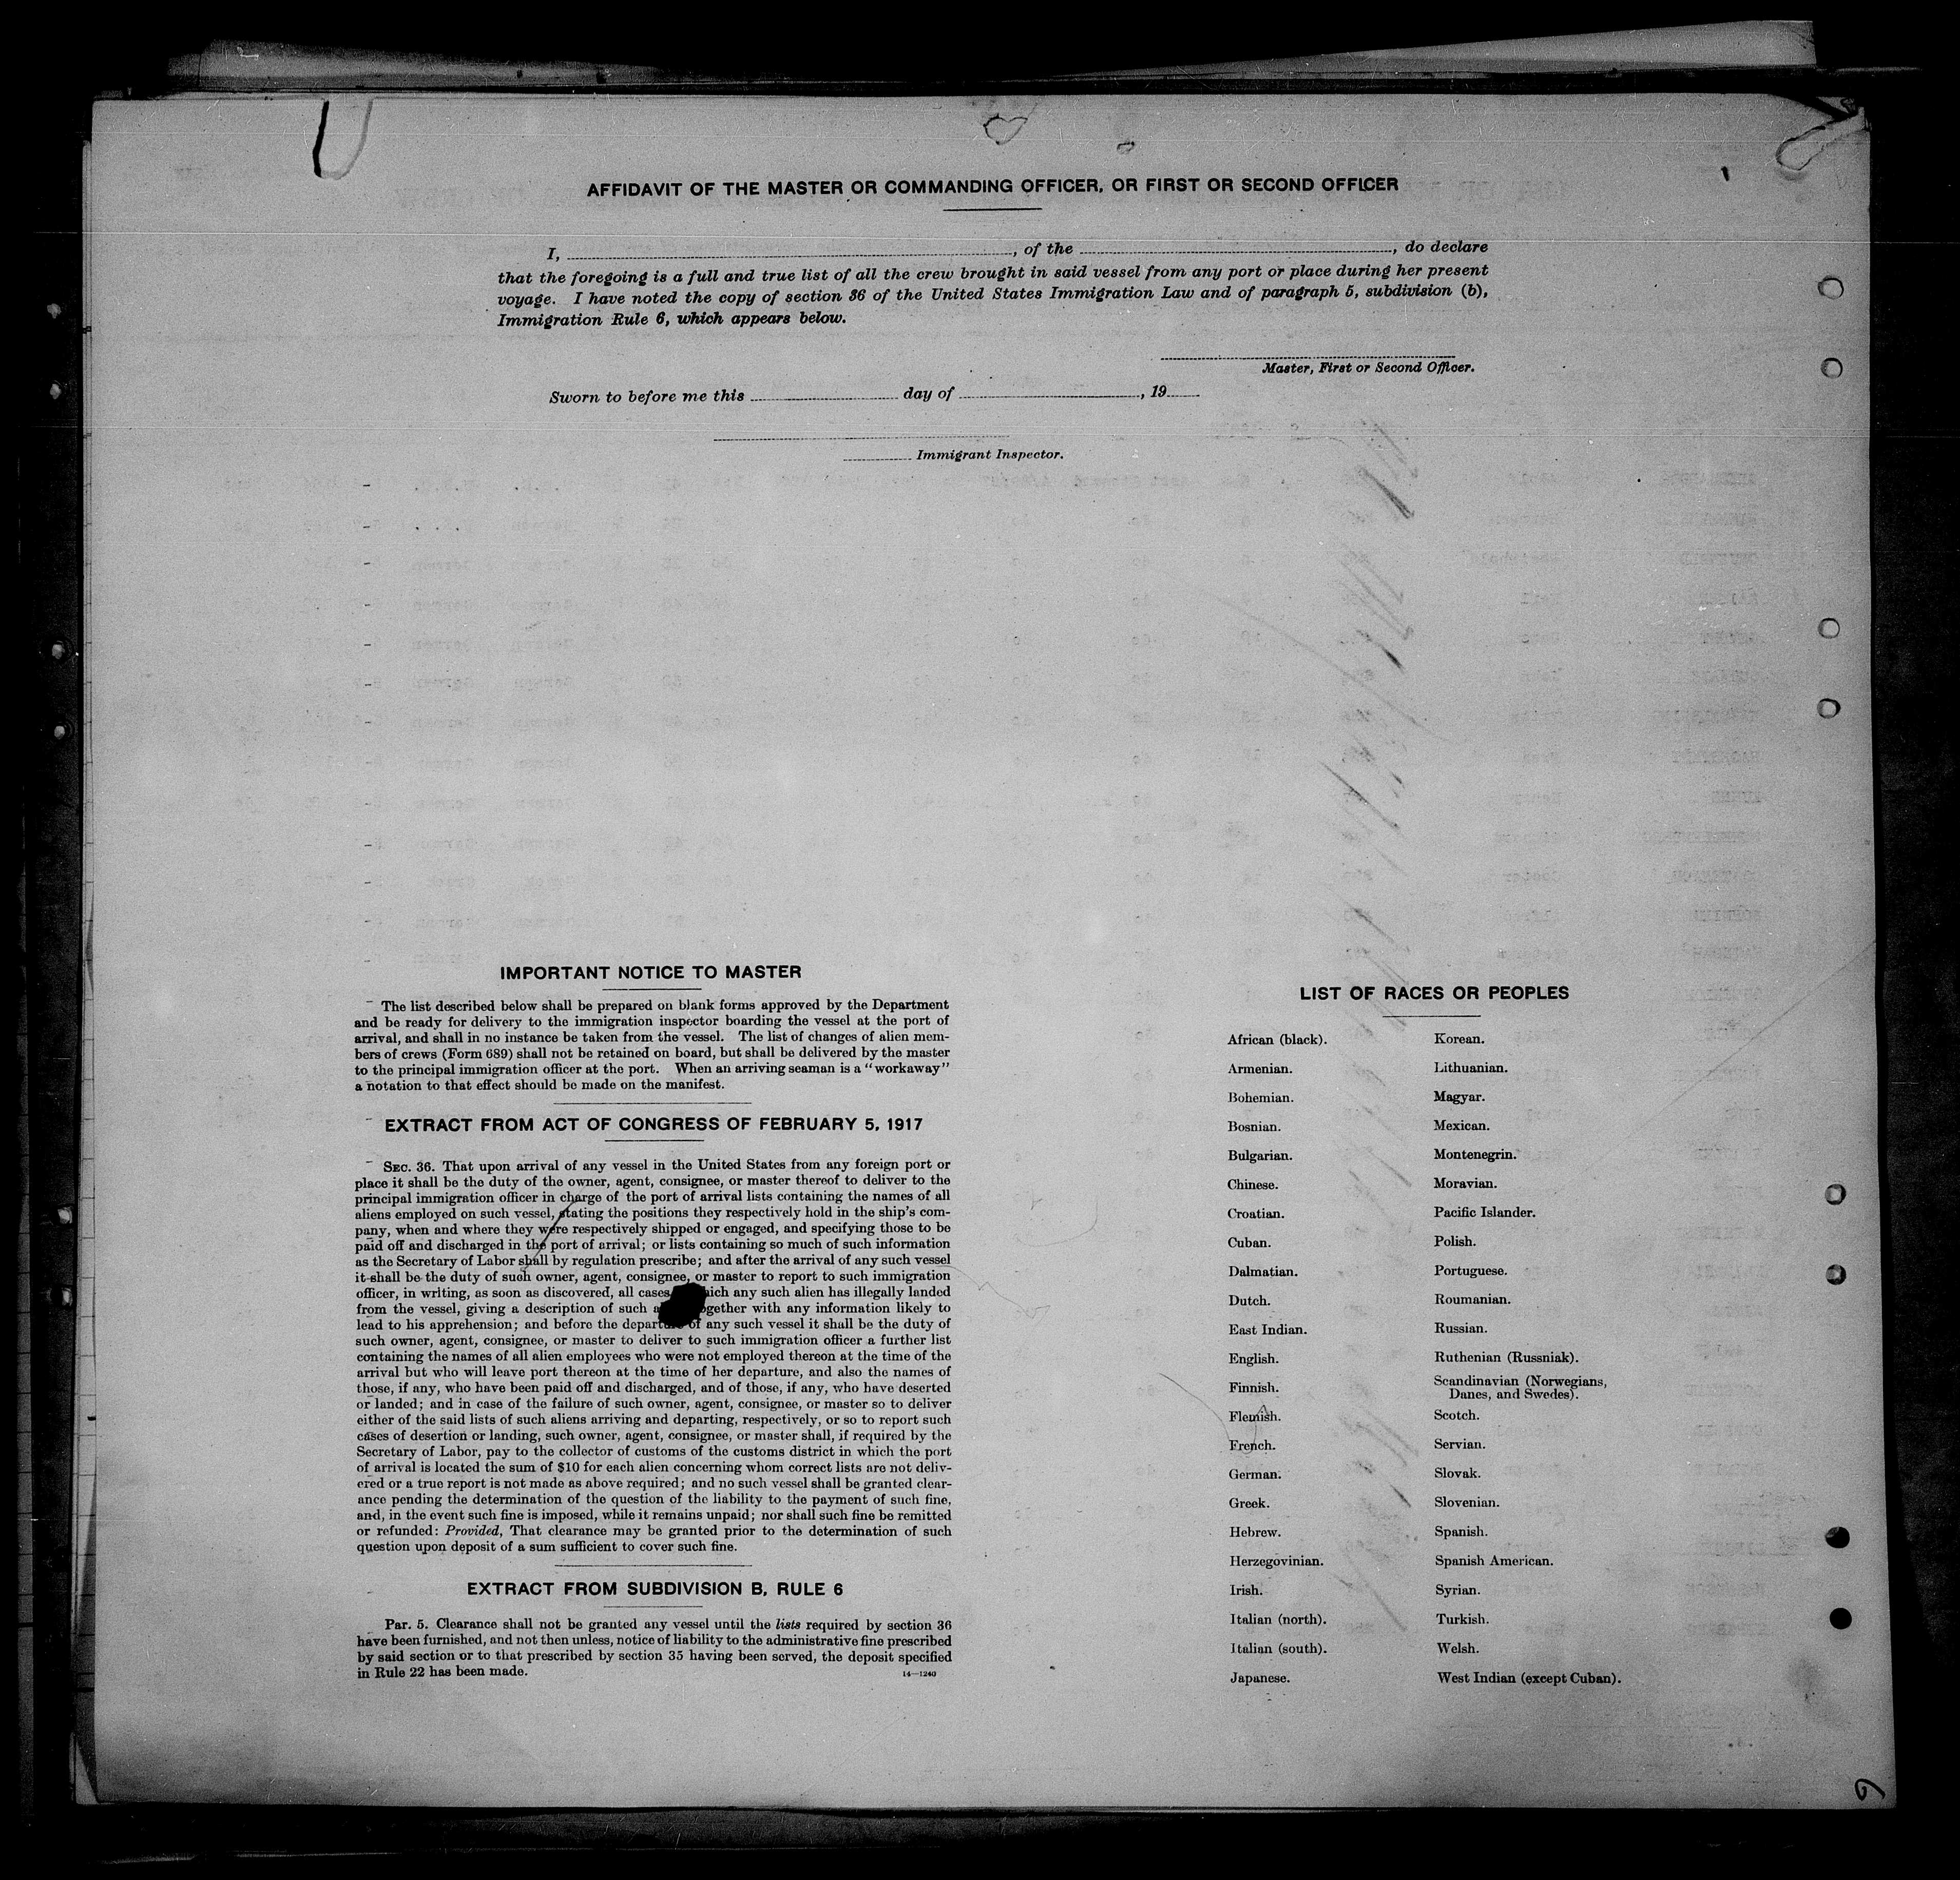 AFFIDAVIT OF THE MASTER OR COMMANDING OFFICER, OR FIRST OR SECOND OFFICER
I, , of the , do declare
that the foregoing is a full and true list of all the crew brought in said vessel from any port or place during her present
voyage. I have noted the copy of section 36 of the United States Immigration Law and of paragraph 5, subdivision (b),
Immigration Rule 6, which appears below.
Master, First or Second Officer.
Sworn to before me this day of , 19
Immigrant Inspector.
IMPORTANT NOTICE TO MASTER
The list described below shall be prepared on blank forms approved by the Department
and be ready for delivery to the immigration inspector boarding the vessel at the port of
arrival, and shall in no instance be taken from the vessel. The list of changes of alien mem-
bers of crews (Form 689) shall not be retained on board, but shall be delivered by the master
to the principal immigration officer at the port. When an arriving seaman is a "workaway"
a notation to that effect should be made on the manifest.
EXTRACT FROM ACT OF CONGRESS OF FEBRUARY 5, 1917
SEC. 36. That upon arrival of any vessel in the United States from any foreign port or
place it shall be the duty of the owner, agent, consignee, or master thereof to deliver to the
principal immigration officer in charge of the port of arrival lists containing the names of all
aliens employed on such vessel, stating the positions they respectively hold in the ship's com-
pany, when and where they were respectively shipped or engaged, and specifying those to be
paid off and discharged in the port of arrival; or lists containing so much of such information
as the Secretary of Labor shall by regulation prescribe; and after the arrival of any such vessel
it shall be the duty of such owner, agent, consignee, or master to report to such immigration
officer, in writing, as soon as discovered, all cases which any such alien has illegally landed
from the vessel, giving a description of such together with any information likely to
lead to his apprehension; and before the departure of any such vessel it shall be the duty of
such owner, agent, consignee, or master to deliver to such immigration officer a further list
containing the names of all alien employees who were not employed thereon at the time of the
arrival but who will leave port thereon at the time of her departure, and also the names of
those, if any, who have been paid off and discharged, and of those, if any, who have deserted
or landed; and in case of the failure of such owner, agent, consignee, or master so to deliver
either of the said lists of such aliens arriving and departing, respectively, or so to report such
cases of desertion or landing, such owner, agent, consignee, or master shall, if required by the
Secretary of Labor, pay to the collector of customs of the customs district in which the port
of arrival is located the sum of $10 for each alien concerning whom correct lists are not deliv-
ered or a true report is not made as above required; and no such vessel shall be granted clear-
ance pending the determination of the question of the liability to the payment of such fine,
and, in the event such fine is imposed, while it remains unpaid; nor shall such fine be remitted
or refunded: Provided, That clearance may be granted prior to the determination of such
question upon deposit of a sum sufficient to cover such fine.
EXTRACT FROM SUBDIVISION B, RULE 6
Par. 5. Clearance shall not be granted any vessel until the lists required by section 36
have been furnished, and not then unless, notice of liability to the administrative fine prescribed
by said section or to that prescribed by section 35 having been served, the deposit specified
in Rule 22 has been made.
14—1240
LIST OF RACES OR PEOPLES
African (black).
Armenian.
Bohemian.
Bosnian.
Bulgarian.
Chinese.
Croatian.
Cuban.
Dalmatian.
Dutch.
East Indian.
English.
Finnish.
Flemish.
French.
German.
Greek.
Hebrew.
Herzegovinian.
Irish.
Italian (north).
Italian (south).
Japanese.
Korean.
Lithuanian.
Magyar.
Mexican.
Montenegrin.
Moravian.
Pacific Islander.
Polish.
Portuguese.
Roumanian.
Russian.
Ruthenian (Russniak).
Scandinavian (Norwegians,
Danes, and Swedes).
Scotch.
Servian.
Slovak.
Slovenian.
Spanish.
Spanish American.
Syrian.
Turkish.
Welsh.
West Indian (except Cuban).